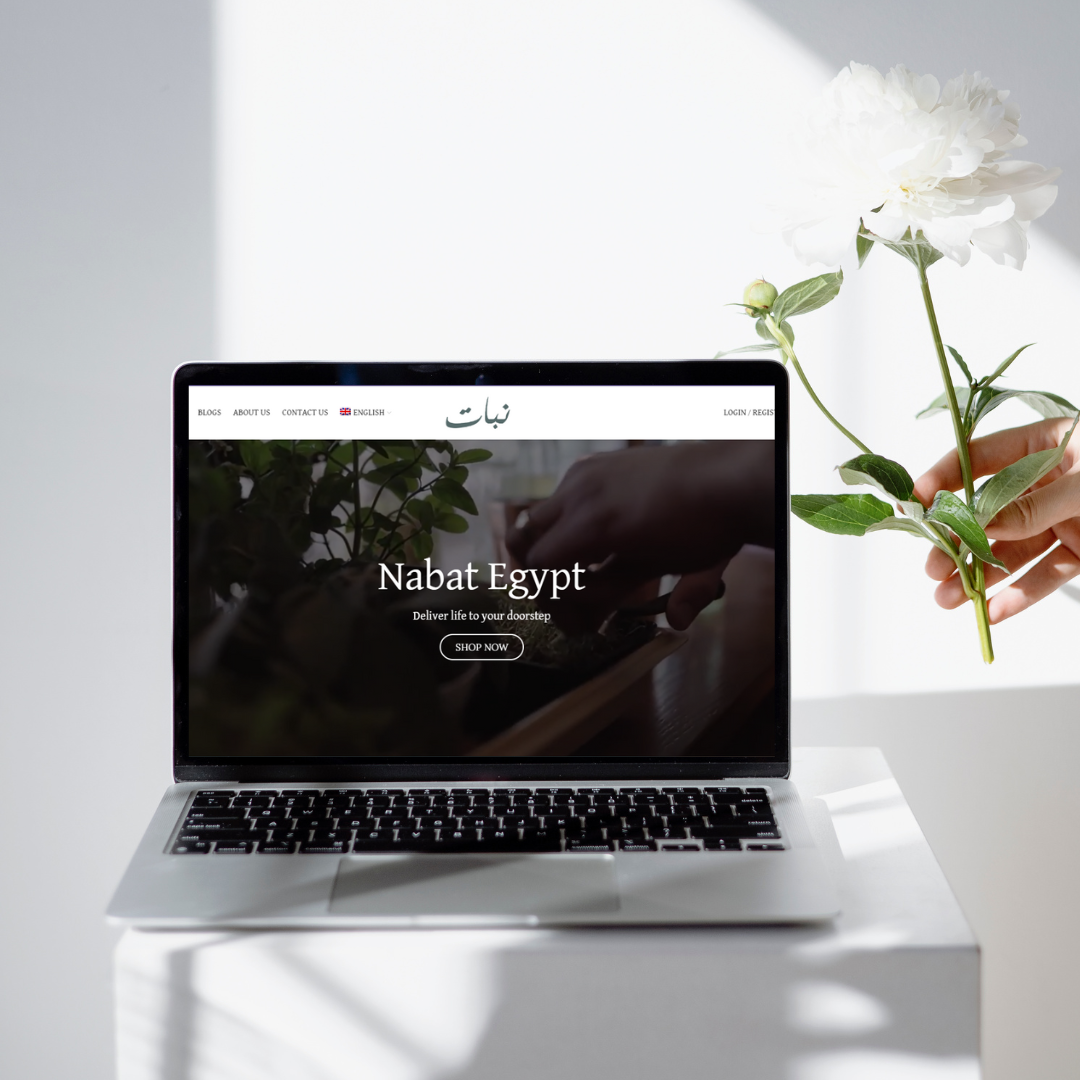 BLOGS ABOUT US CONTACT US ENGLISH نبات LOGIN / REGIS
Nabat Egypt
Deliver life to your doorstep
SHOP NOW